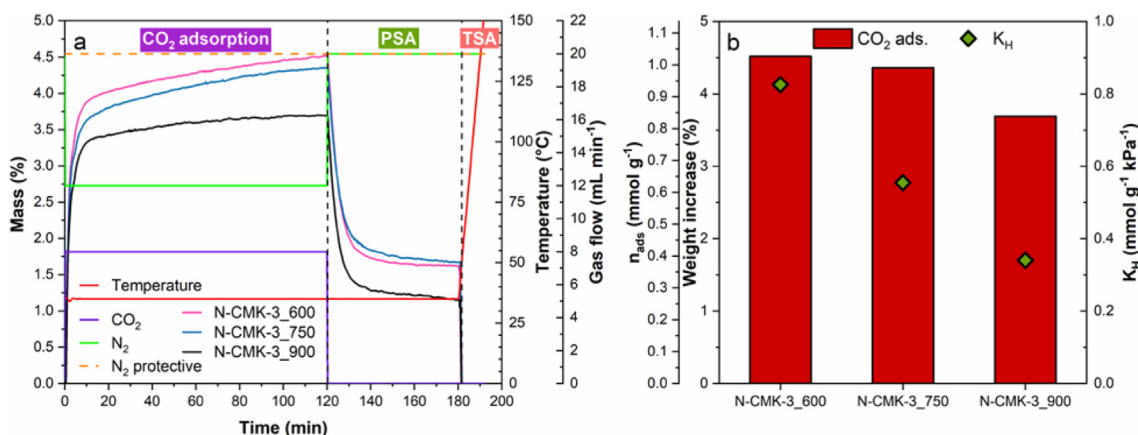 a
CO2 adsorption
PSA
TSA
5.0
4.5
4.0
3.5
3.0
2.5
2.0
1.5
1.0
0.5
0.0
Mass (%)
0 20 40 60 80 100 120 140 160 180 200
Time (min)
150
125
100
75
50
25
0
Temperature (°C)
22
20
18
16
14
12
10
8
6
4
2
0
Gas flow (mL min-1)
Temperature
CO2
N2
N2 protective
N-CMK-3_600
N-CMK-3_750
N-CMK-3_900
b
CO2 ads.
KH
1.1
1.0
0.9
0.8
0.7
0.6
0.5
0.4
0.3
0.2
0.1
0.0
nads (mmol g-1)
5
4
3
2
1
0
Weight increase (%)
N-CMK-3_600 N-CMK-3_750 N-CMK-3_900
1.0
0.8
0.6
0.4
0.2
0.0
KH (mmol g-1 kPa-1)